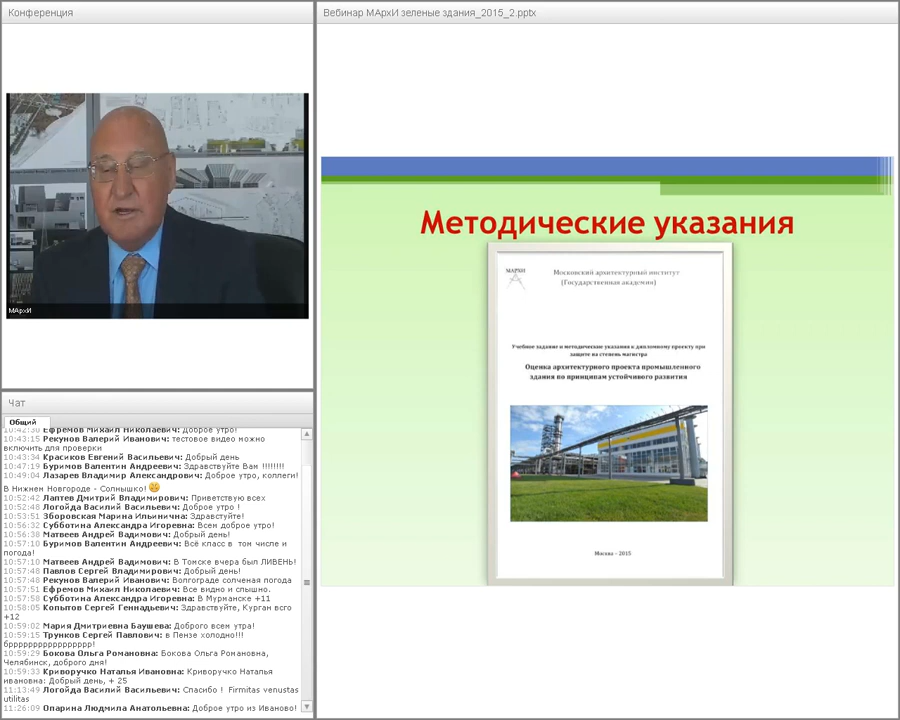 Конференция
МАрхИ
Чат
Общий
10:42:30 Ефремов Михаил Николаевич: Доброе утро!
10:43:15 Рекунов Валерий Иванович: тестовое видео можно
включить для проверки
10:43:34 Красиков Евгений Васильевич: Добрый день
10:47:19 Буримов Валентин Андреевич: Здравствуйте Вам !!!!!!!!
10:49:04 Лазарев Владимир Александрович: Доброе утро, коллеги!
В Нижнем Новгороде - Солнышко!
10:52:42 Лаптев Дмитрий Владимирович: Приветствую всех
10:52:48 Логойда Василий Васильевич: Доброе утро !
10:53:51 Зборовская Марина Ильинична: Здравстуйте!
10:56:32 Субботина Александра Игоревна: Всем доброе утро!
10:56:38 Матвеев Андрей Вадимович: Добрый день!
10:57:10 Буримов Валентин Андреевич: Всё класс в том числе и
погода!
10:57:10 Матвеев Андрей Вадимович: В Томске вчера был ЛИВЕНЬ!
10:57:48 Павлов Сергей Владимирович: Добрый день!
10:57:48 Рекунов Валерий Иванович: Волгограде солченая погода
10:57:51 Ефремов Михаил Николаевич: Все видно и слышно.
10:57:58 Субботина Александра Игоревна: В Мурманске +11
10:58:05 Копытов Сергей Геннадьевич: Здравствуйте, Курган всго
+12
10:59:02 Мария Дмитриевна Баушева: Доброго всем утра!
10:59:15 Трунков Сергей Павлович: в Пензе холодно!!!
бррррррррррррррррр!
10:59:29 Бокова Ольга Романовна: Бокова Ольга Романовна,
Челябинск, доброго дня!
10:59:33 Криворучко Наталья Ивановна: Криворучко Наталья
ивановна: Добрый день, + 25
11:13:49 Логойда Василий Васильевич: Спасибо ! Firmitas venustas
utilitas
11:26:09 Опарина Людмила Анатольевна: Доброе утро из Иваново!
Вебинар МАрхИ зеленые здания_2015_2.pptx
Методические указания
МАРХИ
Московский архитектурный институт
(Государственная академия)
Учебное задание и методические указания к дипломному проекту при
защите на степень магистра
Оценка архитектурного проекта промышленного
здания по принципам устойчивого развития
Москва – 2015